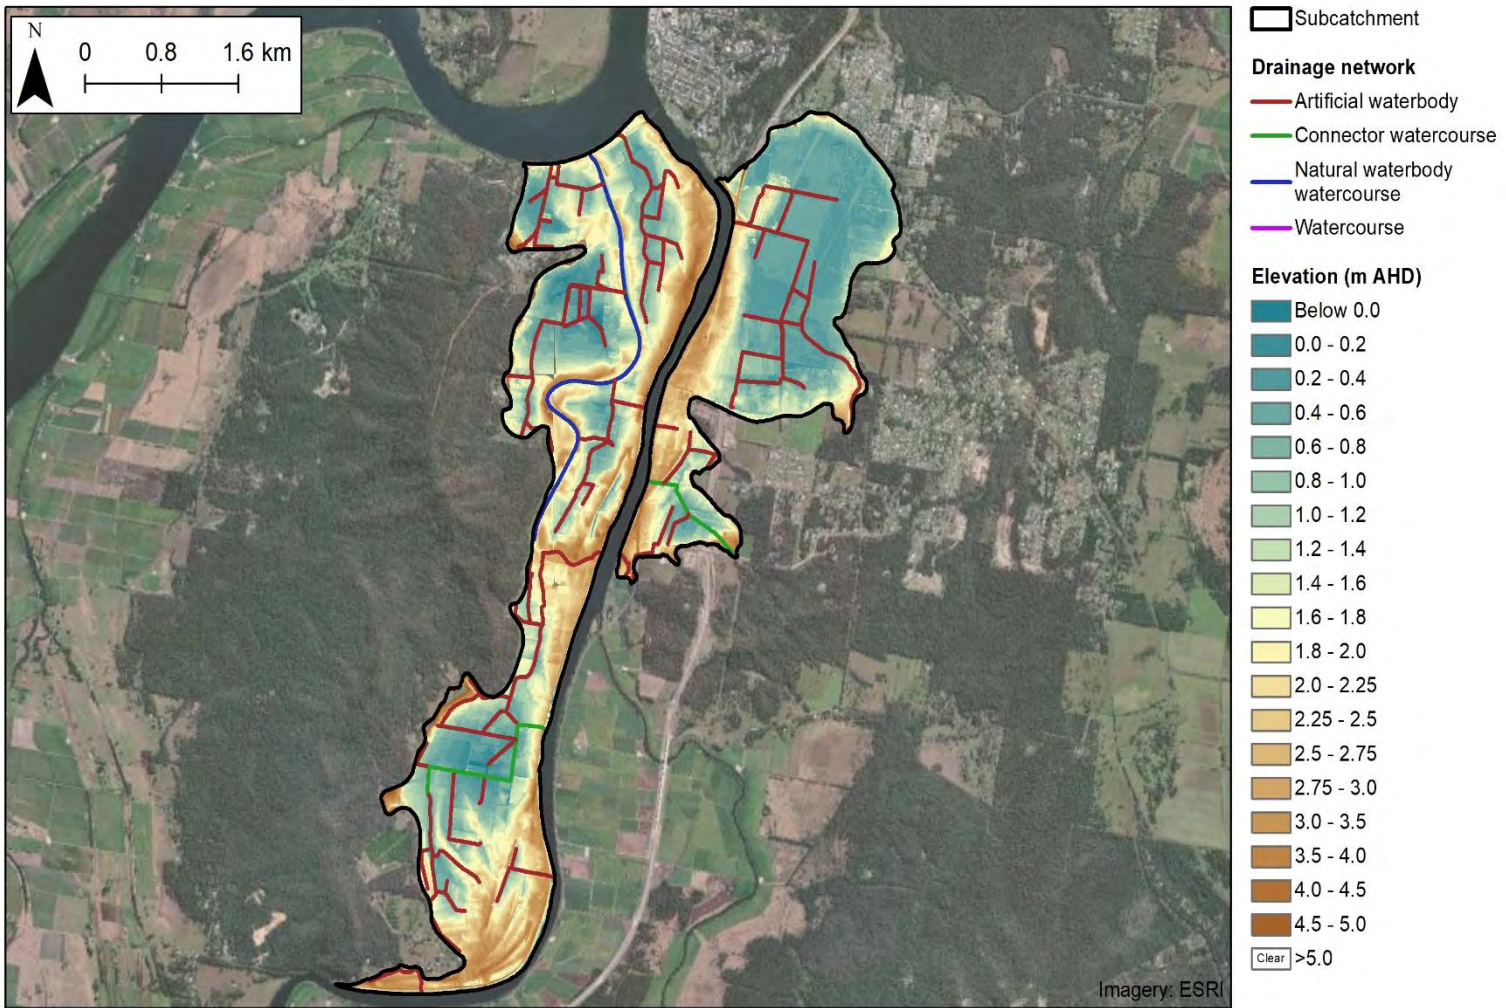 N
0 0.8 1.6 km
Subcatchment
Drainage network
Artificial waterbody
Connector watercourse
Natural waterbody
watercourse
Watercourse
Elevation (m AHD)
Below 0.0
0.0 - 0.2
0.2 - 0.4
0.4 - 0.6
0.6 - 0.8
0.8 - 1.0
1.0 - 1.2
1.2 - 1.4
1.4 - 1.6
1.6 - 1.8
1.8 - 2.0
2.0 - 2.25
2.25 - 2.5
2.5 - 2.75
2.75 - 3.0
3.0 - 3.5
3.5 - 4.0
4.0 - 4.5
4.5 - 5.0
Clear >5.0
Imagery: ESRI